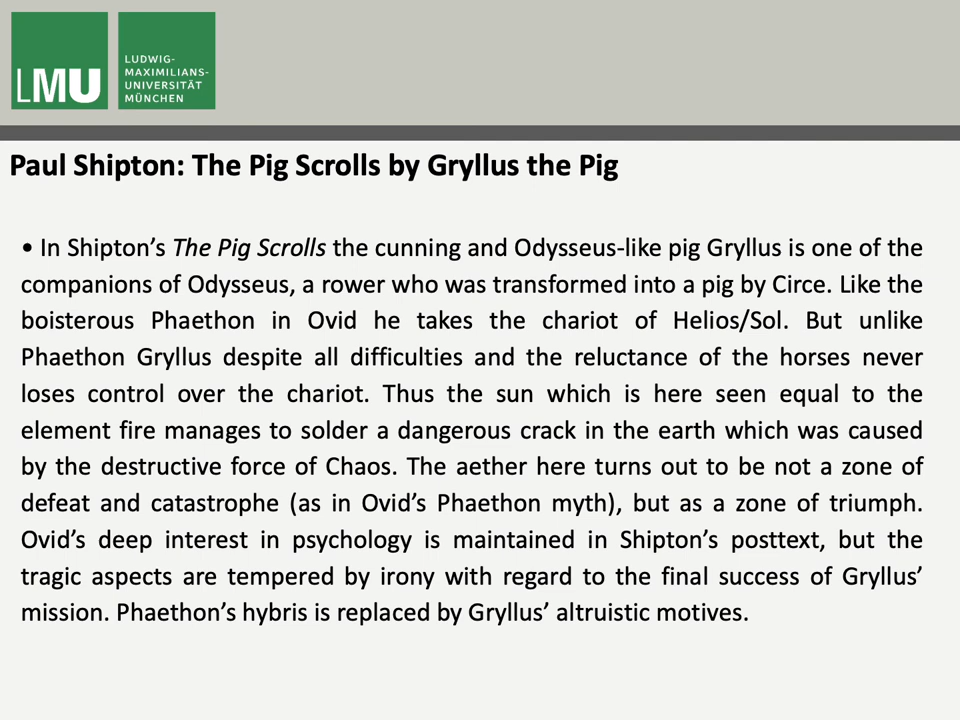 LMU
LUDWIG-
MAXIMILIANS-
UNIVERSITÄT
MÜNCHEN
Paul Shipton: The Pig Scrolls by Gryllus the Pig
• In Shipton’s The Pig Scrolls the cunning and Odysseus-like pig Gryllus is one of the
companions of Odysseus, a rower who was transformed into a pig by Circe. Like the
boisterous Phaethon in Ovid he takes the chariot of Helios/Sol. But unlike
Phaethon Gryllus despite all difficulties and the reluctance of the horses never
loses control over the chariot. Thus the sun which is here seen equal to the
element fire manages to solder a dangerous crack in the earth which was caused
by the destructive force of Chaos. The aether here turns out to be not a zone of
defeat and catastrophe (as in Ovid’s Phaethon myth), but as a zone of triumph.
Ovid’s deep interest in psychology is maintained in Shipton’s posttext, but the
tragic aspects are tempered by irony with regard to the final success of Gryllus’
mission. Phaethon’s hybris is replaced by Gryllus’ altruistic motives.